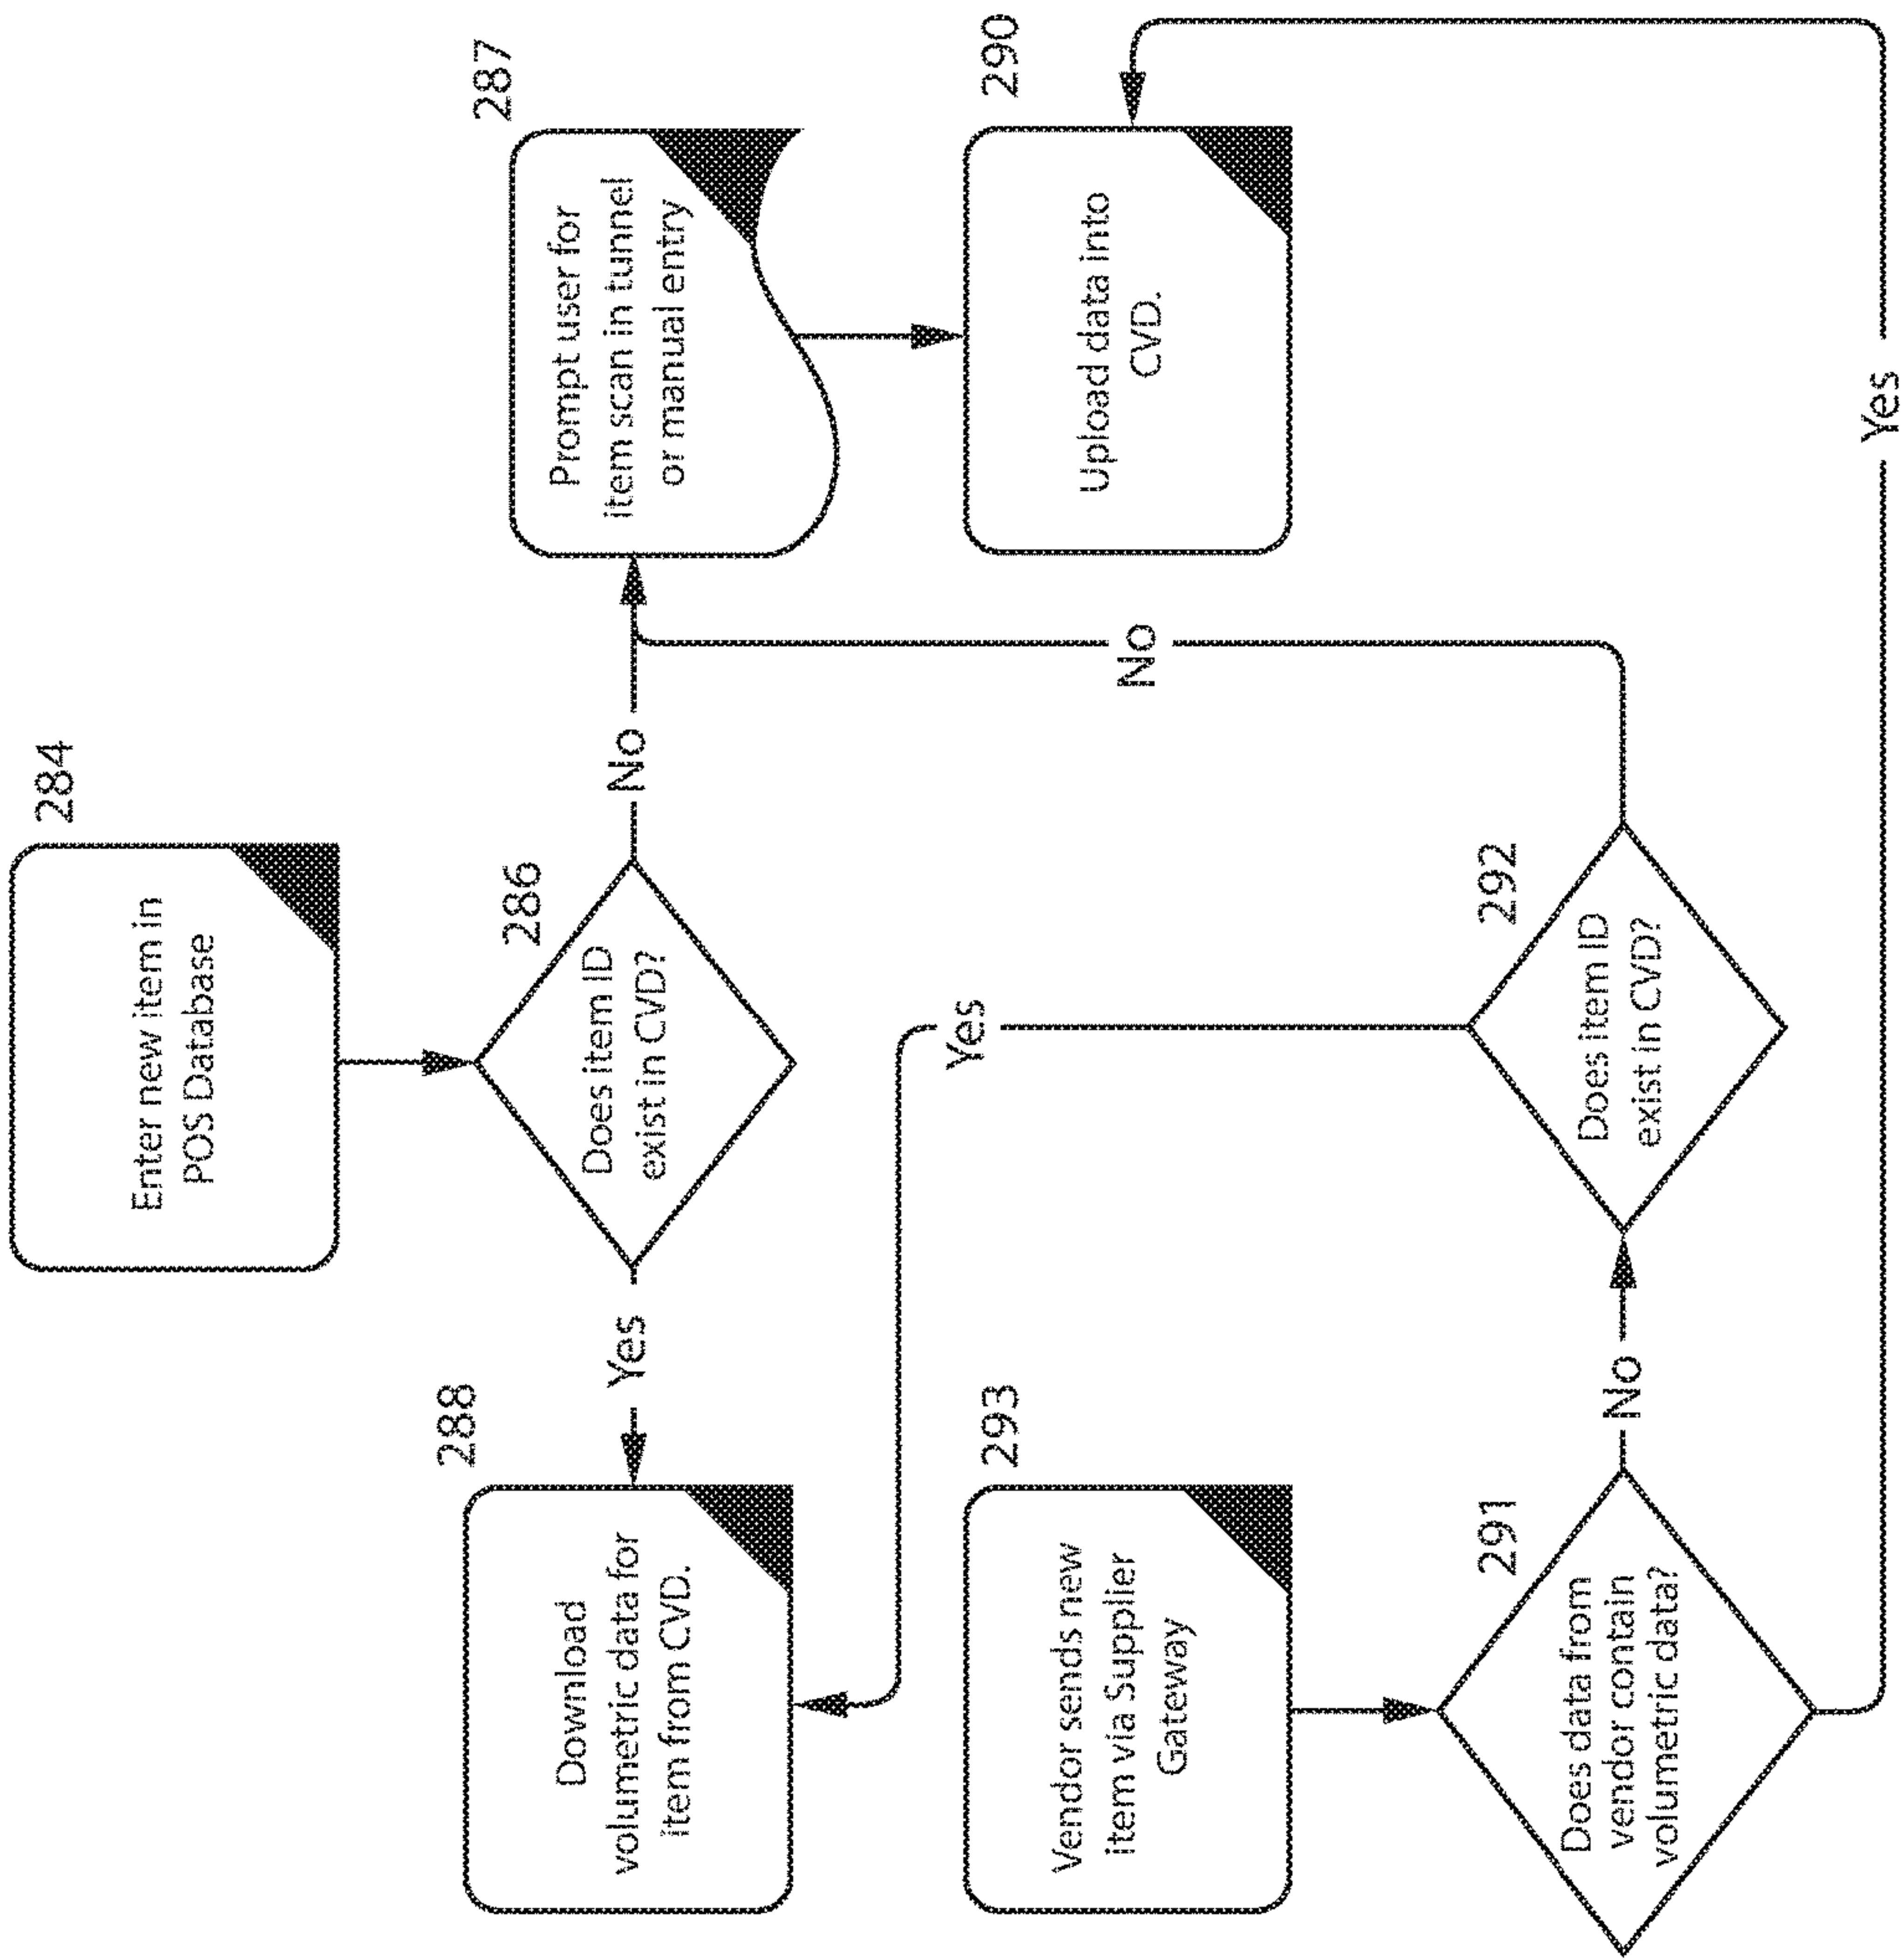 284
Enter new item in
POS Database
288
Download
volumetric data for
item from CVD.
Yes
286
Does item ID
exist in CVD?
No
287
Prompt user for
item scan in tunnel
or manual entry
293
Vendor sends new
item via Supplier
Gateway
Yes
No
290
Upload data into
CVD.
291
Does data from
vendor contain
volumetric data?
No
292
Does item ID
exist in CVD?
Yes